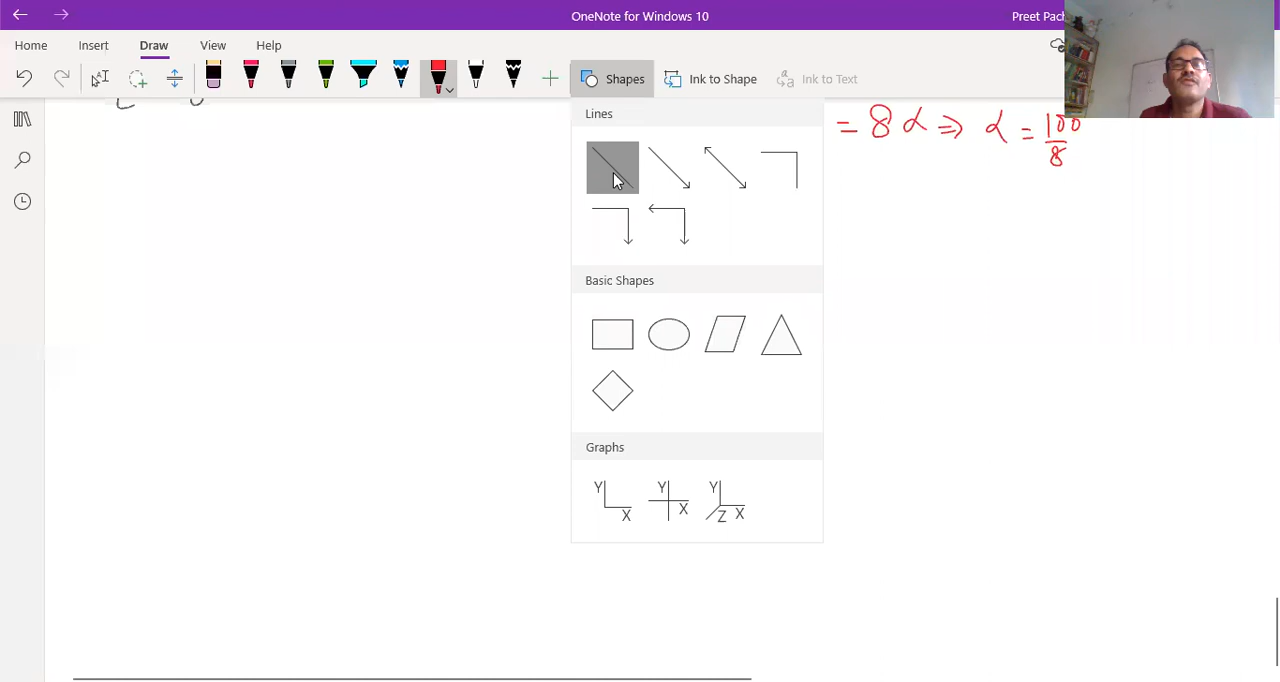 OneNote for Windows 10
Preet Pach
Home Insert Draw View Help
Shapes Ink to Shape Ink to Text
Lines
= 8 α ⇒ α = 100/8
Basic Shapes
Graphs
Y X Y X Y Z X